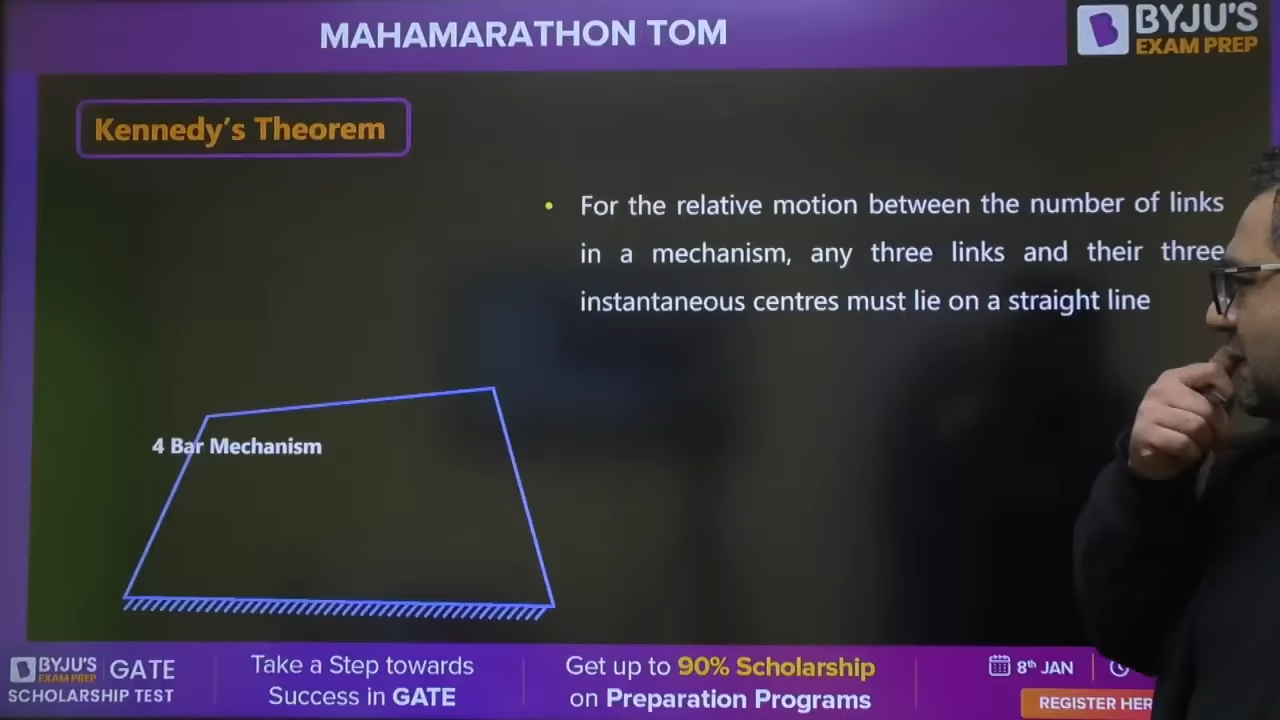 MAHAMARATHON TOM
BYJU'S
EXAM PREP
Kennedy's Theorem
• For the relative motion between the number of links
in a mechanism, any three links and their three
instantaneous centres must lie on a straight line
4 Bar Mechanism
BYJU'S
EXAM PREP
GATE
SCHOLARSHIP TEST
Take a Step towards
Success in GATE
Get up to 90% Scholarship
on Preparation Programs
8th JAN
REGISTER HER